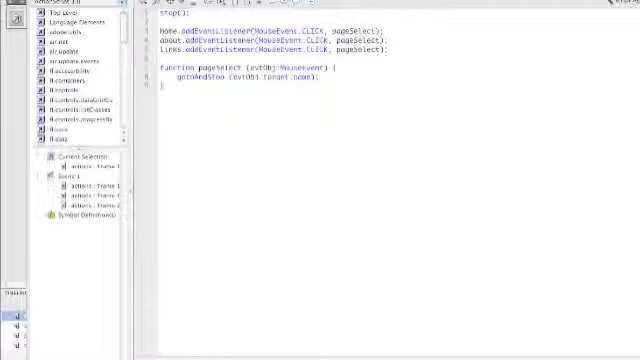 ActionScript 3.0
Top Level
Language Elements
adobe.utils
air.net
air.update
air.update.events
fl.accessibility
fl.containers
fl.controls
fl.controls.dataGridCl
fl.controls.listClasses
fl.controls.progressBa
fl.core
fl.data
Current Selection
actions : Frame 1
Scene 1
actions : Frame 1
actions : Frame
actions : Frame 2
Symbol Definition(s)
stop();
home.addEventListener(MouseEvent.CLICK, pageSelect);
about.addEventListener(MouseEvent.CLICK, pageSelect);
links.addEventListener(MouseEvent.CLICK, pageSelect);
function pageSelect (evtObj:MouseEvent) {
gotoAndStop (evtObj.target.name);
}
TIMELINE